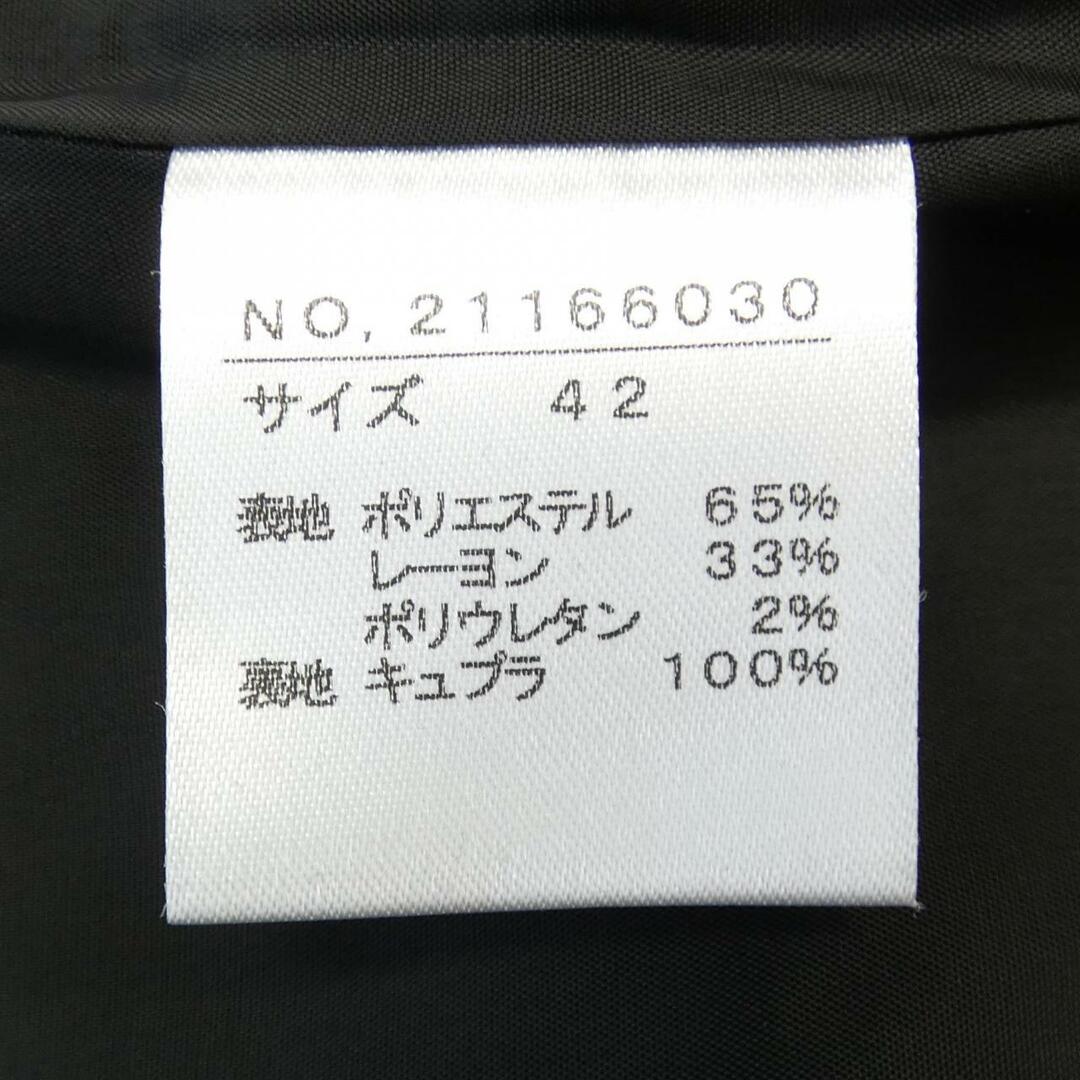 NO,21166030
サイズ 42
表地 ポリエステル 65%
レーヨン 33%
ポリウレタン 2%
裏地 キュプラ 100%